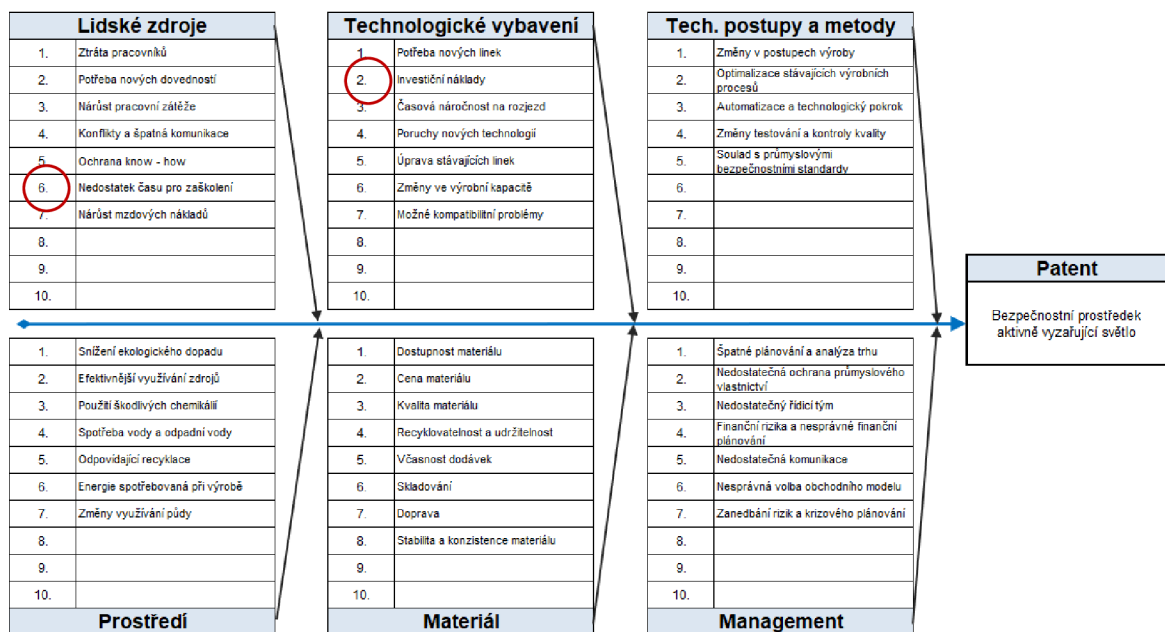 Lidské zdroje
1. Ztráta pracovníků
2. Potřeba nových dovedností
3. Nárůst pracovní zátěže
4. Konflikty a špatná komunikace
5. Ochrana know - how
6. Nedostatek času pro zaškolení
7. Nárůst mzdových nákladů
8.
9.
10.
Technologické vybavení
1. Potřeba nových linek
2. Investiční náklady
3. Časová náročnost na rozjezd
4. Poruchy nových technologií
5. Úprava stávajících linek
6. Změny ve výrobní kapacitě
7. Možné kompatibilitní problémy
8.
9.
10.
Tech. postupy a metody
1. Změny v postupech výroby
2. Optimalizace stávajících výrobních
procesů
3. Automatizace a technologický pokrok
4. Změny testování a kontroly kvality
5. Soulad s průmyslovými
bezpečnostními standardy
6.
7.
8.
9.
10.
Patent
Bezpečnostní prostředek
aktivně vyzařující světlo
1. Snížení ekologického dopadu
2. Efektivnější využívání zdrojů
3. Použití škodlivých chemikálií
4. Spotřeba vody a odpadní vody
5. Odpovídající recyklace
6. Energie spotřebovaná při výrobě
7. Změny využívání půdy
8.
9.
10.
Prostředí
1. Dostupnost materiálu
2. Cena materiálu
3. Kvalita materiálu
4. Recyklovatelnost a udržitelnost
5. Včasnost dodávek
6. Skladování
7. Doprava
8. Stabilita a konzistence materiálu
9.
10.
Materiál
1. Špatné plánování a analýza trhu
2. Nedostatečná ochrana průmyslového
vlastnictví
3. Nedostatečný řídicí tým
4. Finanční rizika a nesprávné finanční
plánování
5. Nedostatečná komunikace
6. Nesprávná volba obchodního modelu
7. Zanedbání rizik a krizového plánování
8.
9.
10.
Management